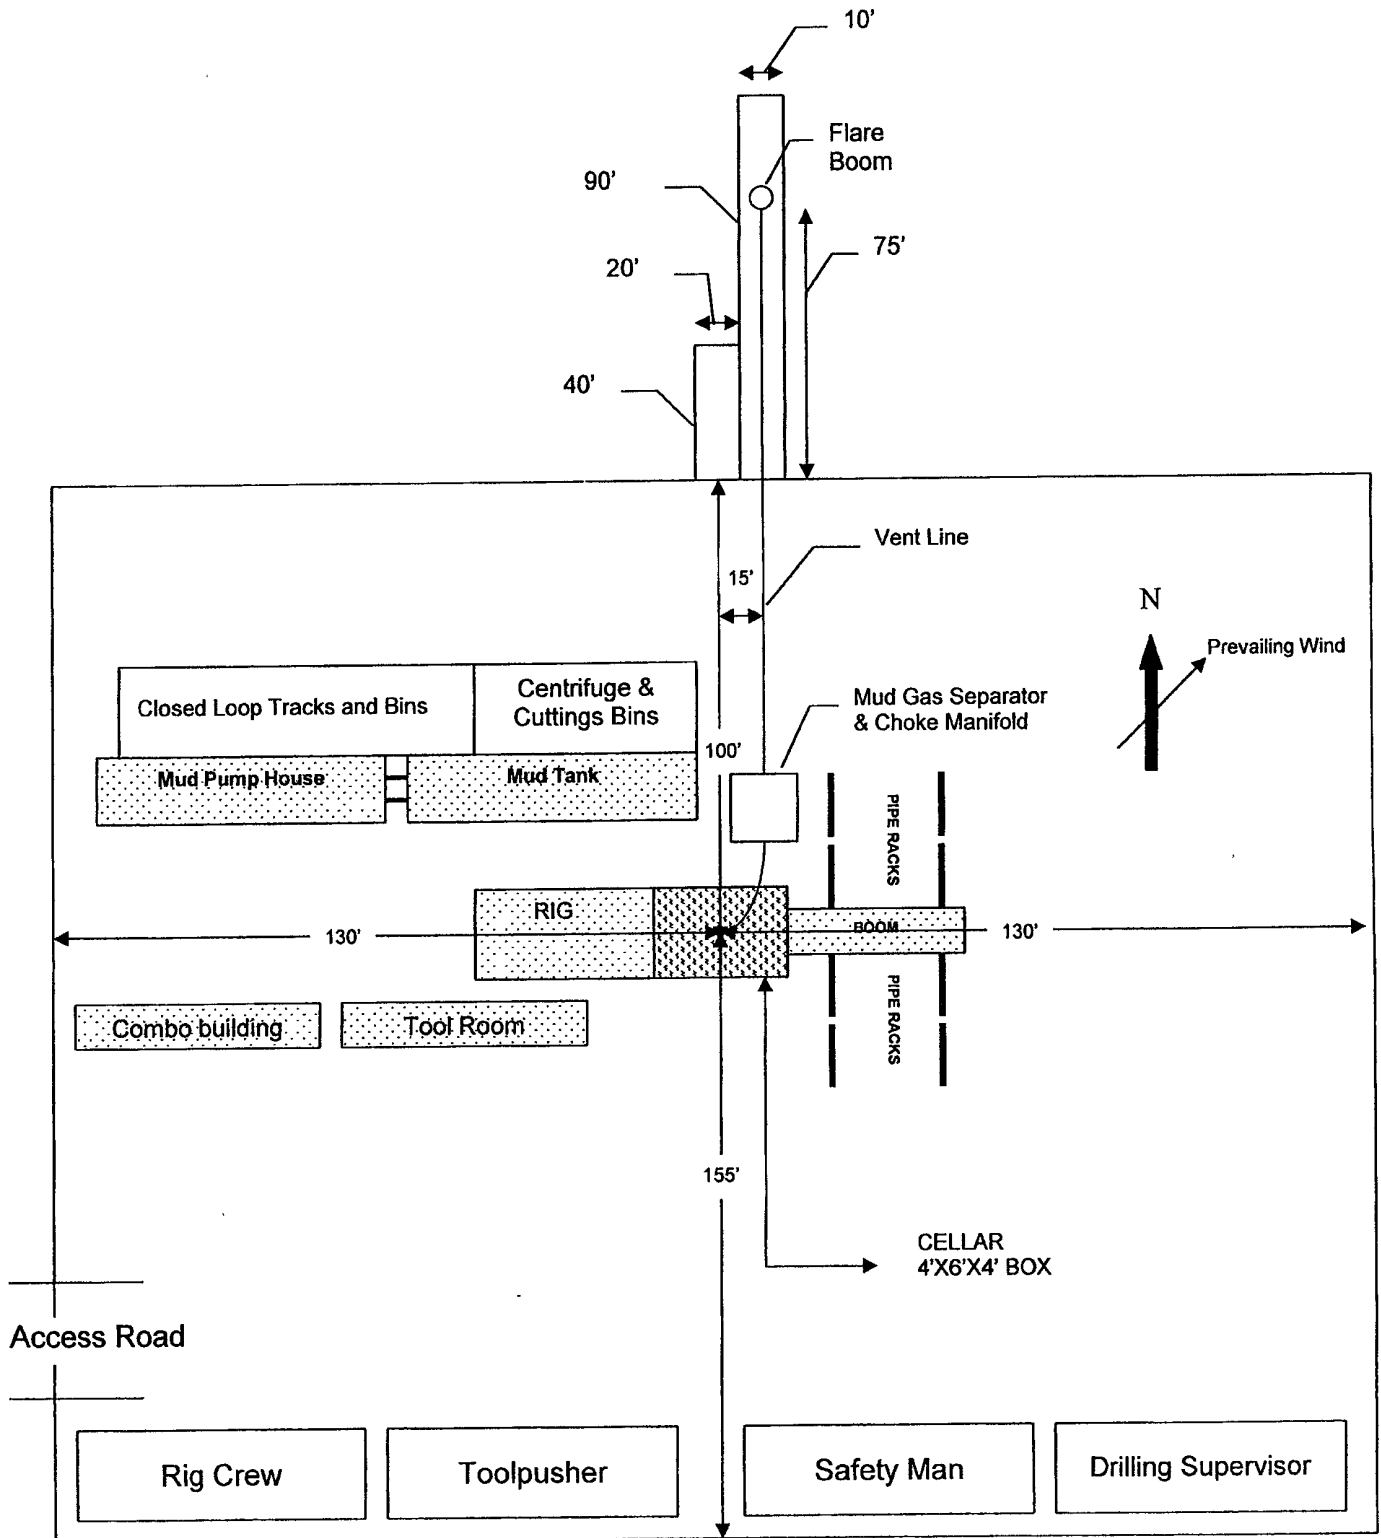 10'
Flare
Boom
90'
75'
20'
40'
Vent Line
15'
N
Prevailing Wind
Closed Loop Tracks and Bins
Centrifuge &
Cuttings Bins
Mud Gas Separator
& Choke Manifold
100'
Mud Pump House
Mud Tank
PIPE RACKS
RIG
BOOM
130'
130'
PIPE RACKS
Combo building
Tool Room
155'
CELLAR
4'X6'X4' BOX
Access Road
Rig Crew
Toolpusher
Safety Man
Drilling Supervisor